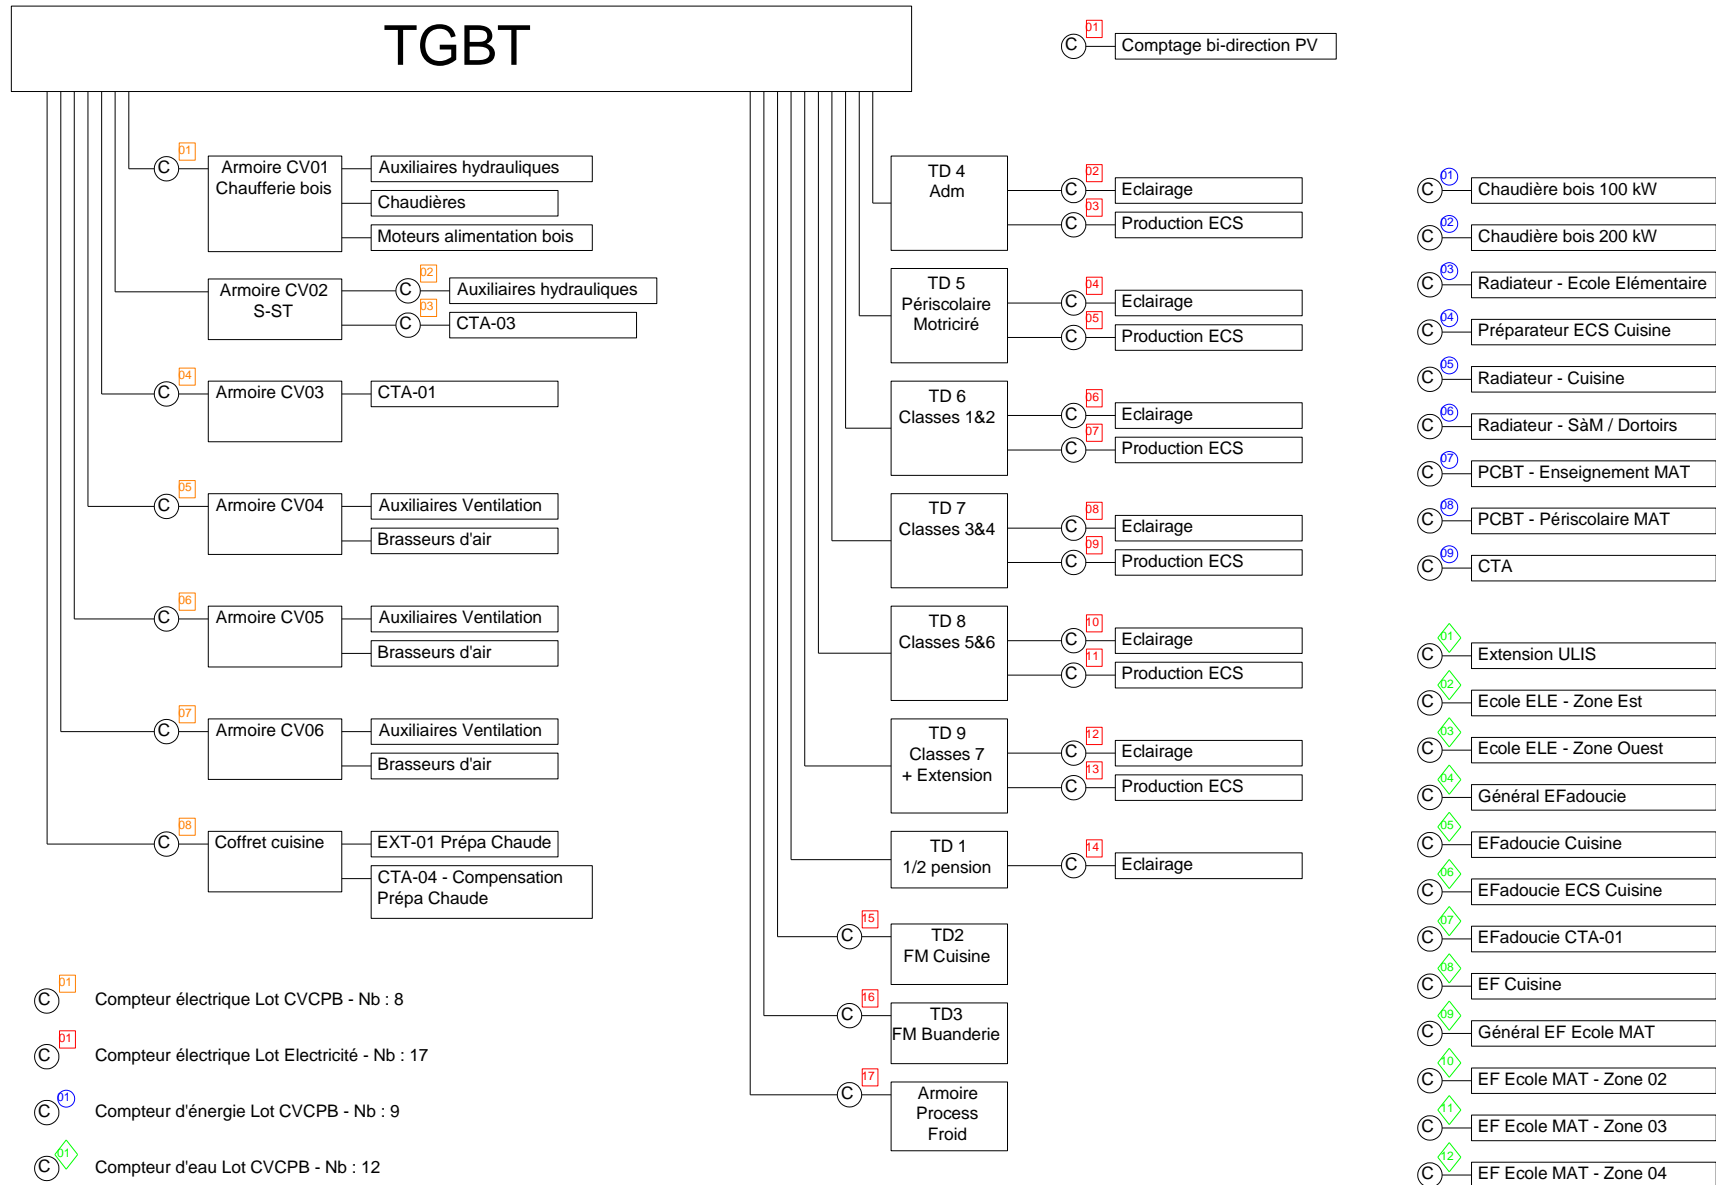 TGBT
C 01 Comptage bi-direction PV
C 01 Armoire CV01
Chaufferie bois
Auxiliaires hydrauliques
Chaudières
Moteurs alimentation bois
Armoire CV02
S-ST
C 02 Auxiliaires hydrauliques
C 03 CTA-03
C 04 Armoire CV03
CTA-01
C 05 Armoire CV04
Auxiliaires Ventilation
Brasseurs d'air
C 06 Armoire CV05
Auxiliaires Ventilation
Brasseurs d'air
C 07 Armoire CV06
Auxiliaires Ventilation
Brasseurs d'air
C 08 Coffret cuisine
EXT-01 Prépa Chaude
CTA-04 - Compensation
Prépa Chaude
TD 4
Adm
C 02 Eclairage
C 03 Production ECS
TD 5
Périscolaire
Motriciré
C 04 Eclairage
C 05 Production ECS
TD 6
Classes 1&2
C 06 Eclairage
C 07 Production ECS
TD 7
Classes 3&4
C 08 Eclairage
C 09 Production ECS
TD 8
Classes 5&6
C 10 Eclairage
C 11 Production ECS
TD 9
Classes 7
+ Extension
C 12 Eclairage
C 13 Production ECS
TD 1
1/2 pension
C 14 Eclairage
C 15 TD2
FM Cuisine
C 16 TD3
FM Buanderie
C 17 Armoire
Process
Froid
C 01 Chaudière bois 100 kW
C 02 Chaudière bois 200 kW
C 03 Radiateur - Ecole Elémentaire
C 04 Préparateur ECS Cuisine
C 05 Radiateur - Cuisine
C 06 Radiateur - SàM / Dortoirs
C 07 PCBT - Enseignement MAT
C 08 PCBT - Périscolaire MAT
C 09 CTA
C 01 Extension ULIS
C 02 Ecole ELE - Zone Est
C 03 Ecole ELE - Zone Ouest
C 04 Général EFadoucie
C 05 EFadoucie Cuisine
C 06 EFadoucie ECS Cuisine
C 07 EFadoucie CTA-01
C 08 EF Cuisine
C 09 Général EF Ecole MAT
C 10 EF Ecole MAT - Zone 02
C 11 EF Ecole MAT - Zone 03
C 12 EF Ecole MAT - Zone 04
C 01 Compteur électrique Lot CVCPB - Nb : 8
C 01 Compteur électrique Lot Electricité - Nb : 17
C 01 Compteur d'énergie Lot CVCPB - Nb : 9
C 01 Compteur d'eau Lot CVCPB - Nb : 12